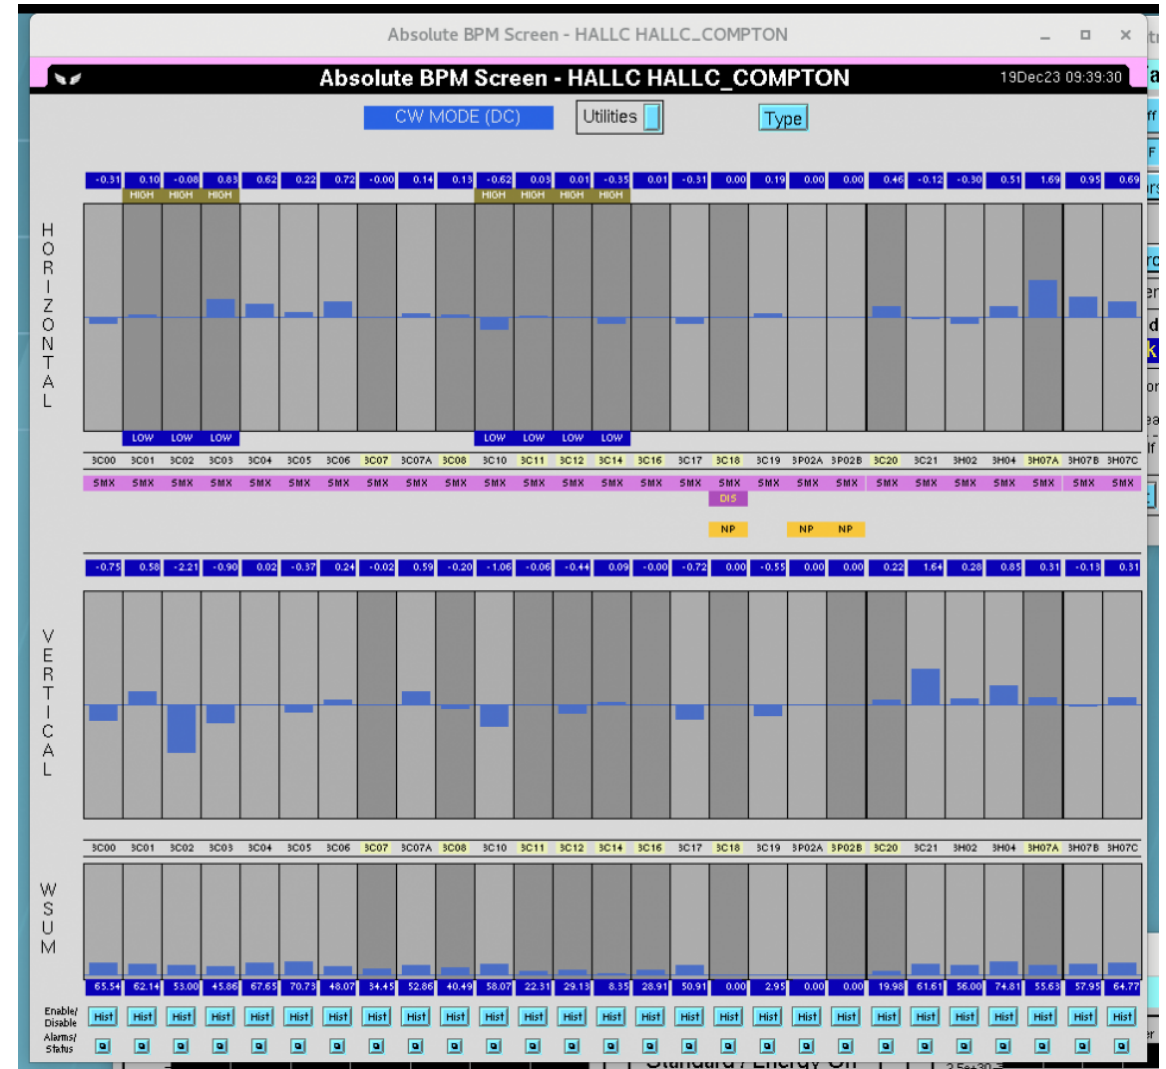 Absolute BPM Screen - HALLC HALLC_COMPTON
Absolute BPM Screen - HALLC HALLC_COMPTON 19Dec23 09:39:30
CW MODE (DC) Utilities Type
-0.31 0.10 -0.08 0.83 0.62 0.22 0.72 -0.00 0.14 0.13 -0.62 0.03 0.01 -0.35 0.01 -0.31 0.00 0.19 0.00 0.00 0.46 -0.12 -0.30 0.51 1.69 0.95 0.69
HIGH HIGH HIGH HIGH HIGH HIGH HIGH
HORIZONTAL
LOW LOW LOW LOW LOW LOW LOW
3C00 3C01 3C02 3C03 3C04 3C05 3C06 3C07 3C07A 3C08 3C10 3C11 3C12 3C14 3C16 3C17 3C18 3C19 3P02A 3P02B 3C20 3C21 3H02 3H04 3H07A 3H07B 3H07C
SMX SMX SMX SMX SMX SMX SMX SMX SMX SMX SMX SMX SMX SMX SMX SMX SMX SMX SMX SMX SMX SMX SMX SMX SMX SMX SMX
DIS
NP NP NP
-0.75 0.58 -2.21 -0.90 0.02 -0.37 0.24 -0.02 0.59 -0.20 -1.06 -0.06 -0.44 0.09 -0.00 -0.72 0.00 -0.55 0.00 0.00 0.22 1.64 0.28 0.85 0.31 -0.13 0.31
VERTICAL
3C00 3C01 3C02 3C03 3C04 3C05 3C06 3C07 3C07A 3C08 3C10 3C11 3C12 3C14 3C16 3C17 3C18 3C19 3P02A 3P02B 3C20 3C21 3H02 3H04 3H07A 3H07B 3H07C
WSUM
65.54 62.14 53.00 45.86 67.65 70.73 48.07 34.45 52.86 40.49 58.07 22.31 29.13 8.35 28.91 50.91 0.00 2.95 0.00 0.00 19.98 61.61 56.00 74.81 55.63 57.95 64.77
Enable/
Disable
Hist Hist Hist Hist Hist Hist Hist Hist Hist Hist Hist Hist Hist Hist Hist Hist Hist Hist Hist Hist Hist Hist Hist Hist Hist Hist Hist
Alarms/
Status